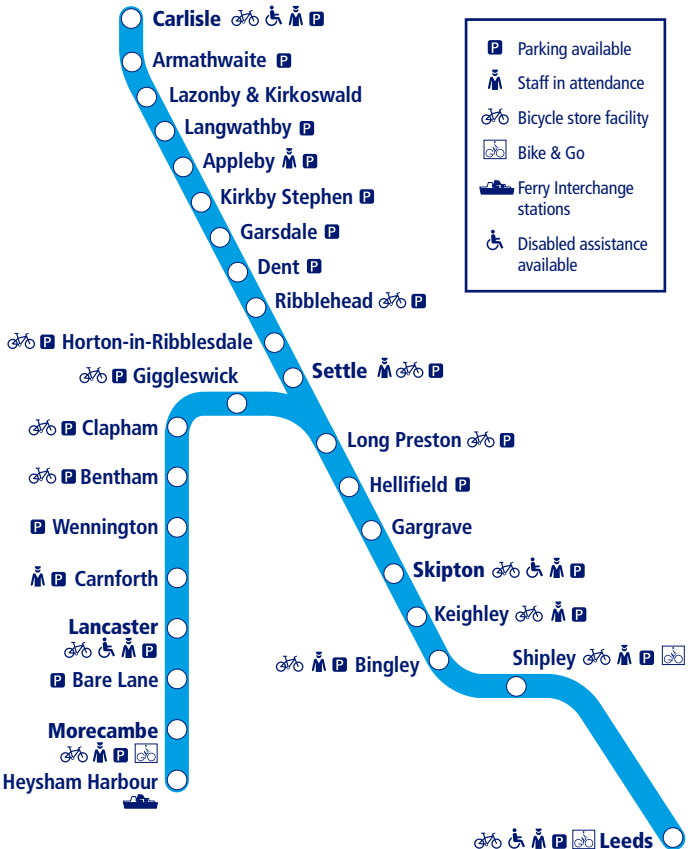 Carlisle
P
Armathwaite P
Lazonby & Kirkoswald
Langwathby P
Appleby P
Kirkby Stephen P
Garsdale P
Dent P
Ribblehead P
P Horton-in-Ribblesdale
Settle P
P Giggleswick
P Clapham
Long Preston P
P Bentham
Hellifield P
P Wennington
Gargrave
P Carnforth
Skipton P
Lancaster
P
Keighley P
P Bingley
Shipley P
P Bare Lane
Morecambe
P
Heysham Harbour
P Leeds
P Parking available
Staff in attendance
Bicycle store facility
Bike & Go
Ferry Interchange
stations
Disabled assistance
available